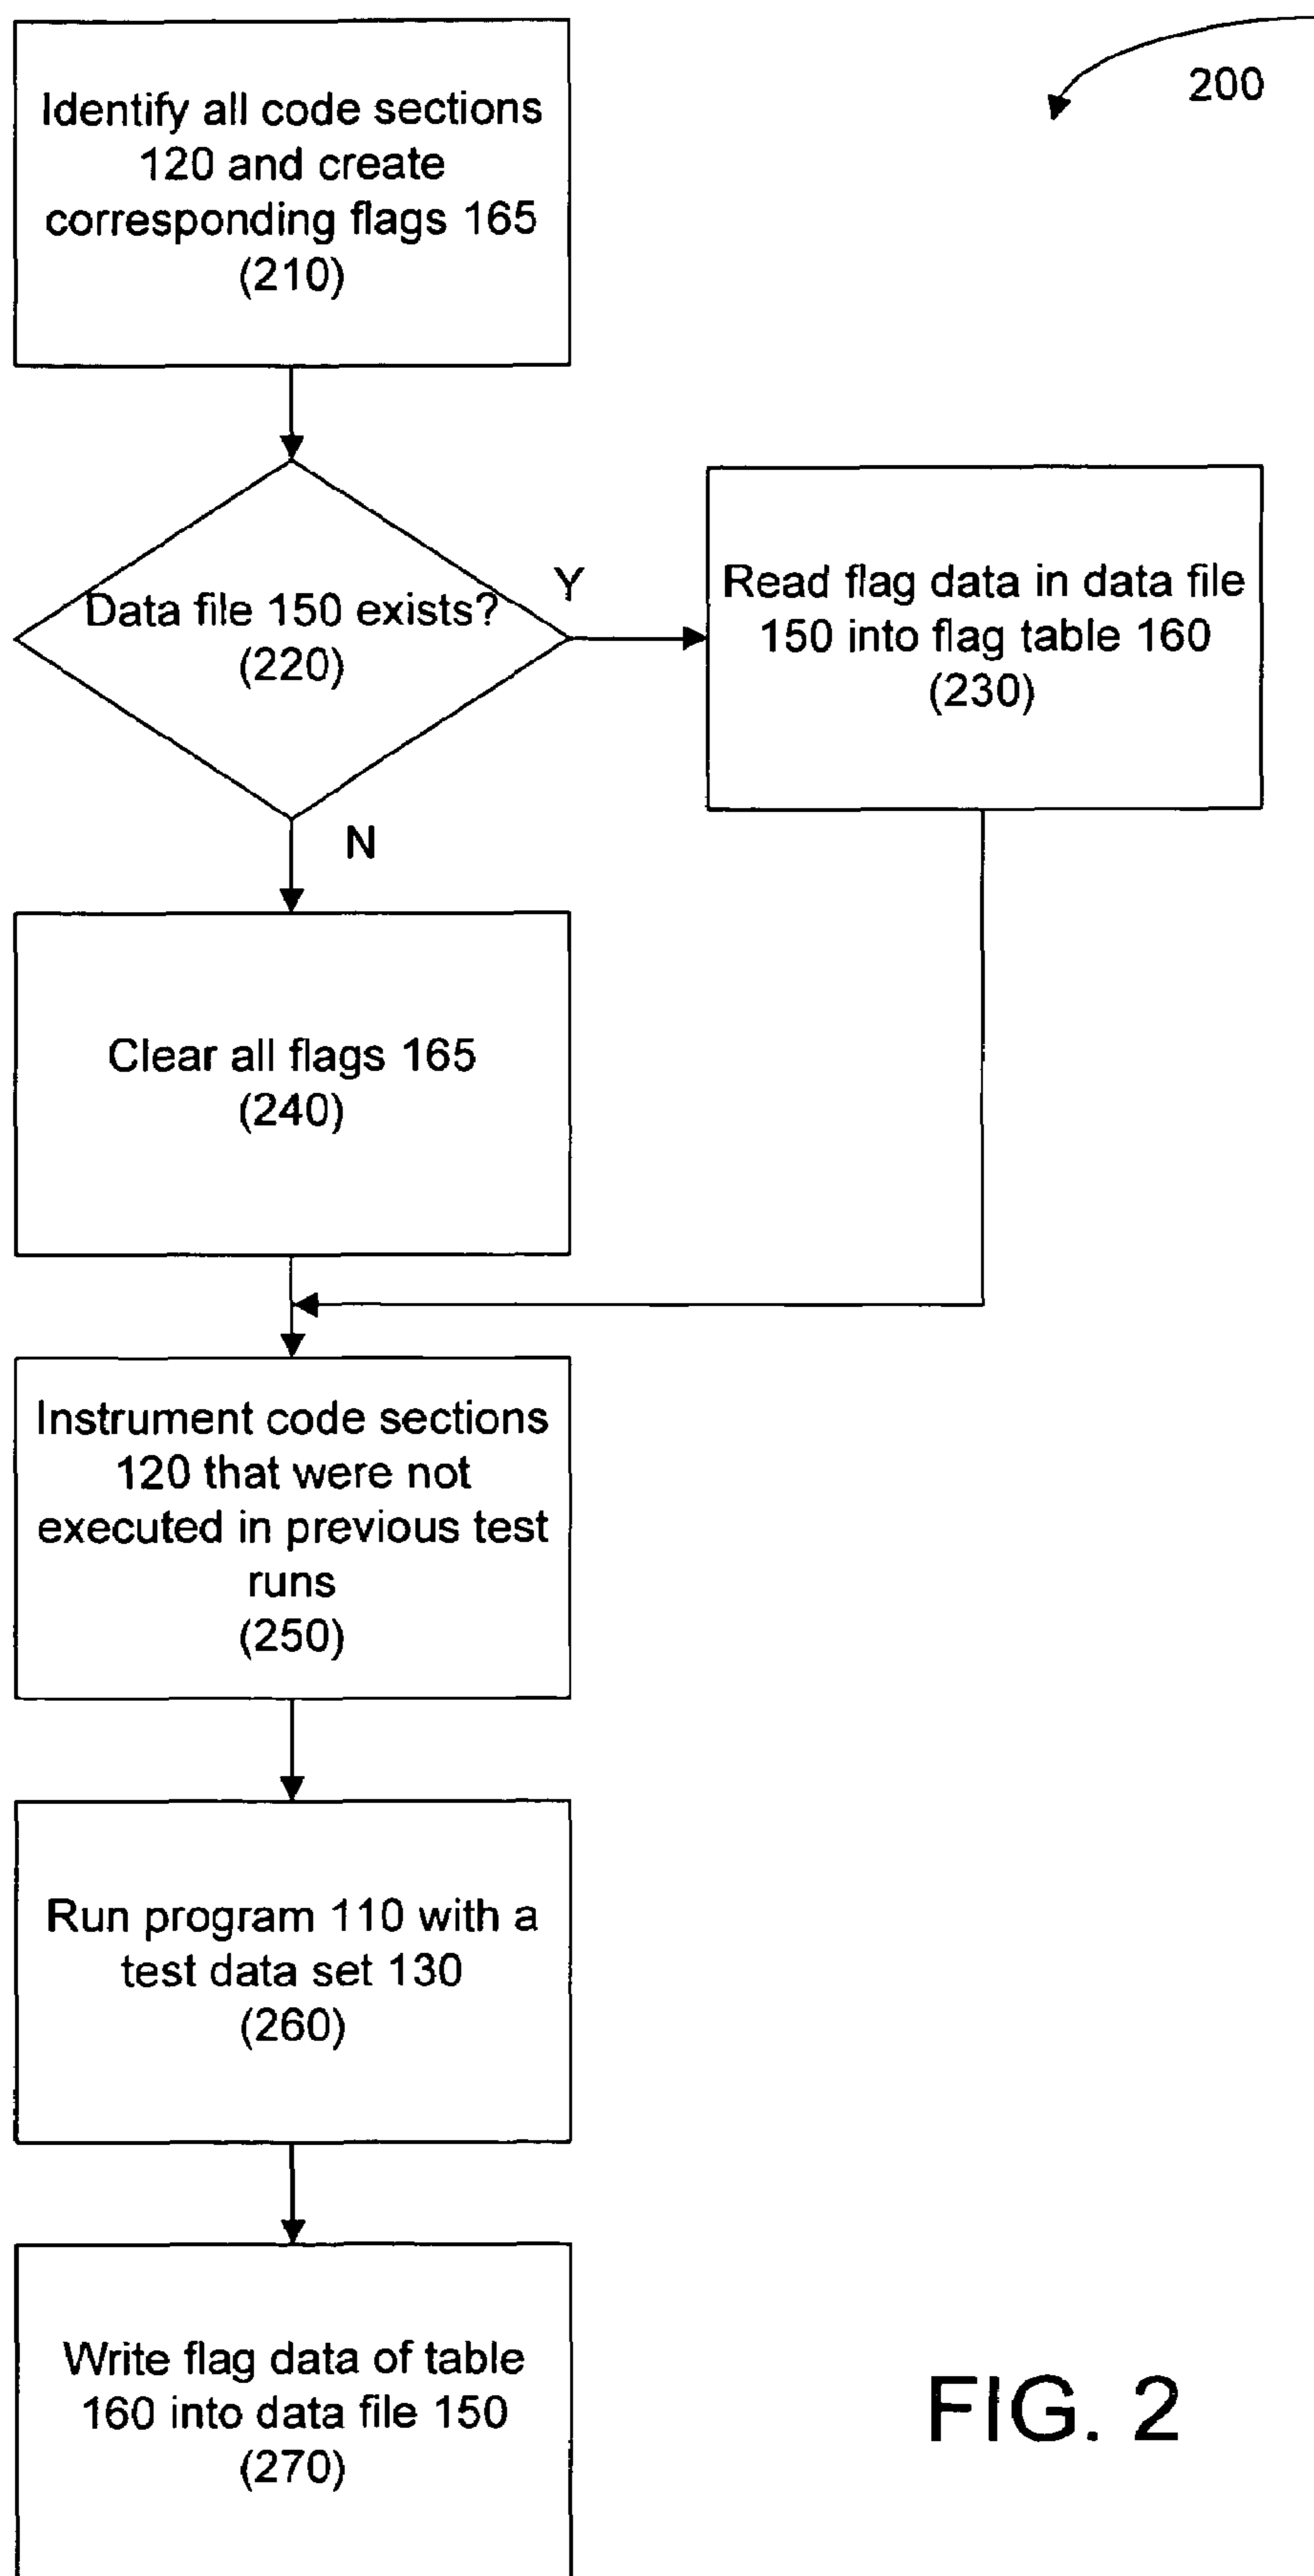 200
Identify all code sections
120 and create
corresponding flags 165
(210)
Data file 150 exists?
(220)
Y
N
Read flag data in data file
150 into flag table 160
(230)
Clear all flags 165
(240)
Instrument code sections
120 that were not
executed in previous test
runs
(250)
Run program 110 with a
test data set 130
(260)
Write flag data of table
160 into data file 150
(270)
FIG. 2